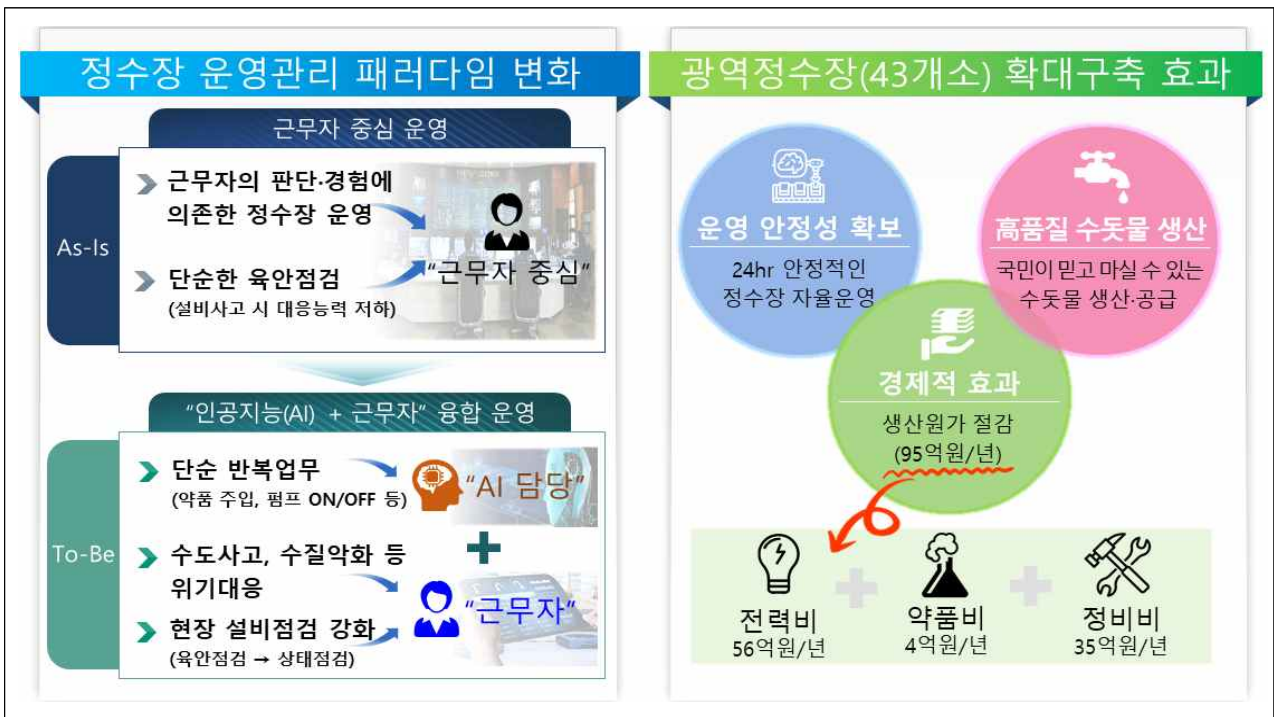 정수장 운영관리 패러다임 변화
근무자 중심 운영
As-Is
근무자의 판단·경험에
의존한 정수장 운영
단순한 육안점검
(설비사고 시 대응능력 저하)
"근무자 중심"
"인공지능(AI) + 근무자" 융합 운영
To-Be
단순 반복업무
(약품 주입, 펌프 ON/OFF 등)
"AI 담당"
수도사고, 수질악화 등
위기대응
현장 설비점검 강화
(육안점검 → 상태점검)
"근무자"
광역정수장(43개소) 확대구축 효과
운영 안정성 확보
24hr 안정적인
정수장 자율운영
高품질 수돗물 생산
국민이 믿고 마실 수 있는
수돗물 생산·공급
경제적 효과
생산원가 절감
(95억원/년)
전력비
56억원/년
약품비
4억원/년
정비비
35억원/년